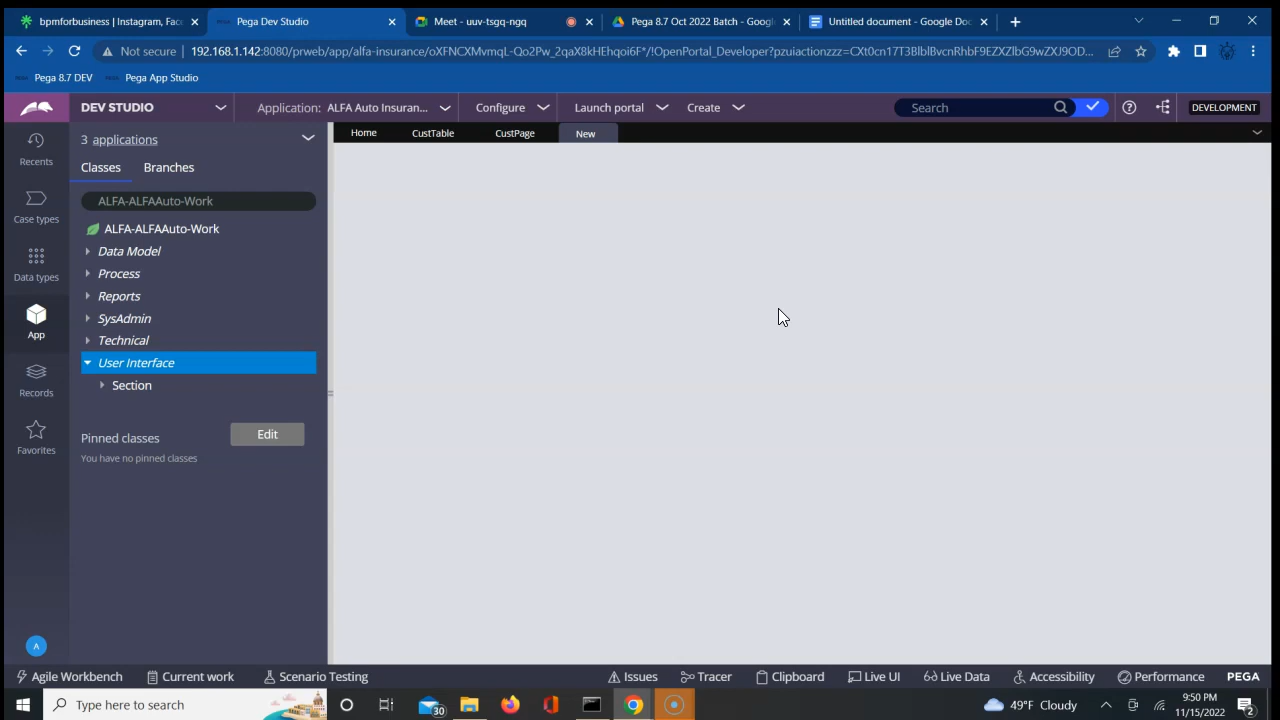 bpmforbusiness | Instagram, Fac
Pega Dev Studio
Meet - uuv-tsgq-ngq
Pega 8.7 Oct 2022 Batch - Googl
Untitled document - Google Doc
Not secure
192.168.1.142:8080/prweb/app/alfa-insurance/oXFNCXMvmqL-Qo2Pw_2qaX8kHEhqoi6F*/!OpenPortal_Developer?pzuiactionzzz=CXt0cn17T3BlblBvcnRhbF9EZXZlbG9wZXJ9OD...
Pega 8.7 DEV
Pega App Studio
DEV STUDIO
Application: ALFA Auto Insuran...
Configure
Launch portal
Create
Search
DEVELOPMENT
Recents
Case types
Data types
App
Records
Favorites
A
3 applications
Classes
Branches
ALFA-ALFAAuto-Work
ALFA-ALFAAuto-Work
Data Model
Process
Reports
SysAdmin
Technical
User Interface
Section
Pinned classes
Edit
You have no pinned classes
Home
CustTable
CustPage
New
Agile Workbench
Current work
Scenario Testing
Issues
Tracer
Clipboard
Live UI
Live Data
Accessibility
Performance
PEGA
Type here to search
30
49°F Cloudy
9:50 PM
11/15/2022
2